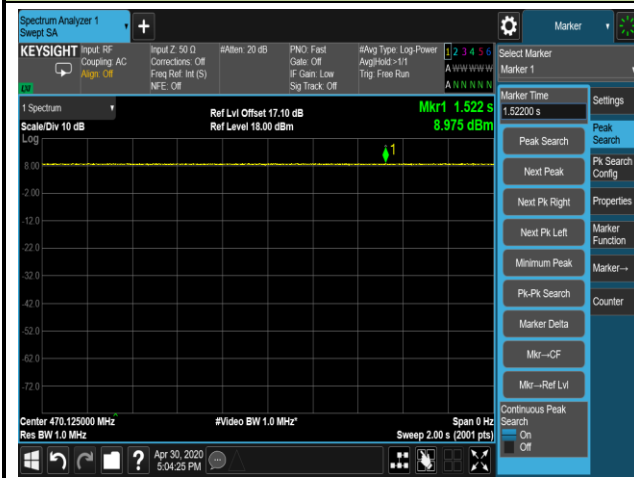 Spectrum Analyzer 1
Swept SA
+
Marker
KEYSIGHT
Input: RF
Coupling: AC
Align: Off
Input Z: 50 Ω
Corrections: Off
Freq Ref: Int (S)
NFE: Off
#Atten: 20 dB
PNO: Fast
Gate: Off
IF Gain: Low
Sig Track: Off
#Avg Type: Log-Power
Avg|Hold:>1/1
Trig: Free Run
1 2 3 4 5 6
A W W W W W
A N N N N N
Select Marker
Marker 1
1 Spectrum
Scale/Div 10 dB
Log
Ref Lvl Offset 17.10 dB
Ref Level 18.00 dBm
Mkr1 1.522 s
8.975 dBm
1
8.00
-2.00
-12.0
-22.0
-32.0
-42.0
-52.0
-62.0
-72.0
Center 470.125000 MHz
Res BW 1.0 MHz
#Video BW 1.0 MHz*
Span 0 Hz
Sweep 2.00 s (2001 pts)
Marker Time
1.52200 s
Peak Search
Next Peak
Next Pk Right
Next Pk Left
Minimum Peak
Pk-Pk Search
Marker Delta
Mkr→CF
Mkr→Ref Lvl
Continuous Peak
Search
On
Off
Settings
Peak
Search
Pk Search
Config
Properties
Marker
Function
Marker→
Counter
?
Apr 30, 2020
5:04:25 PM